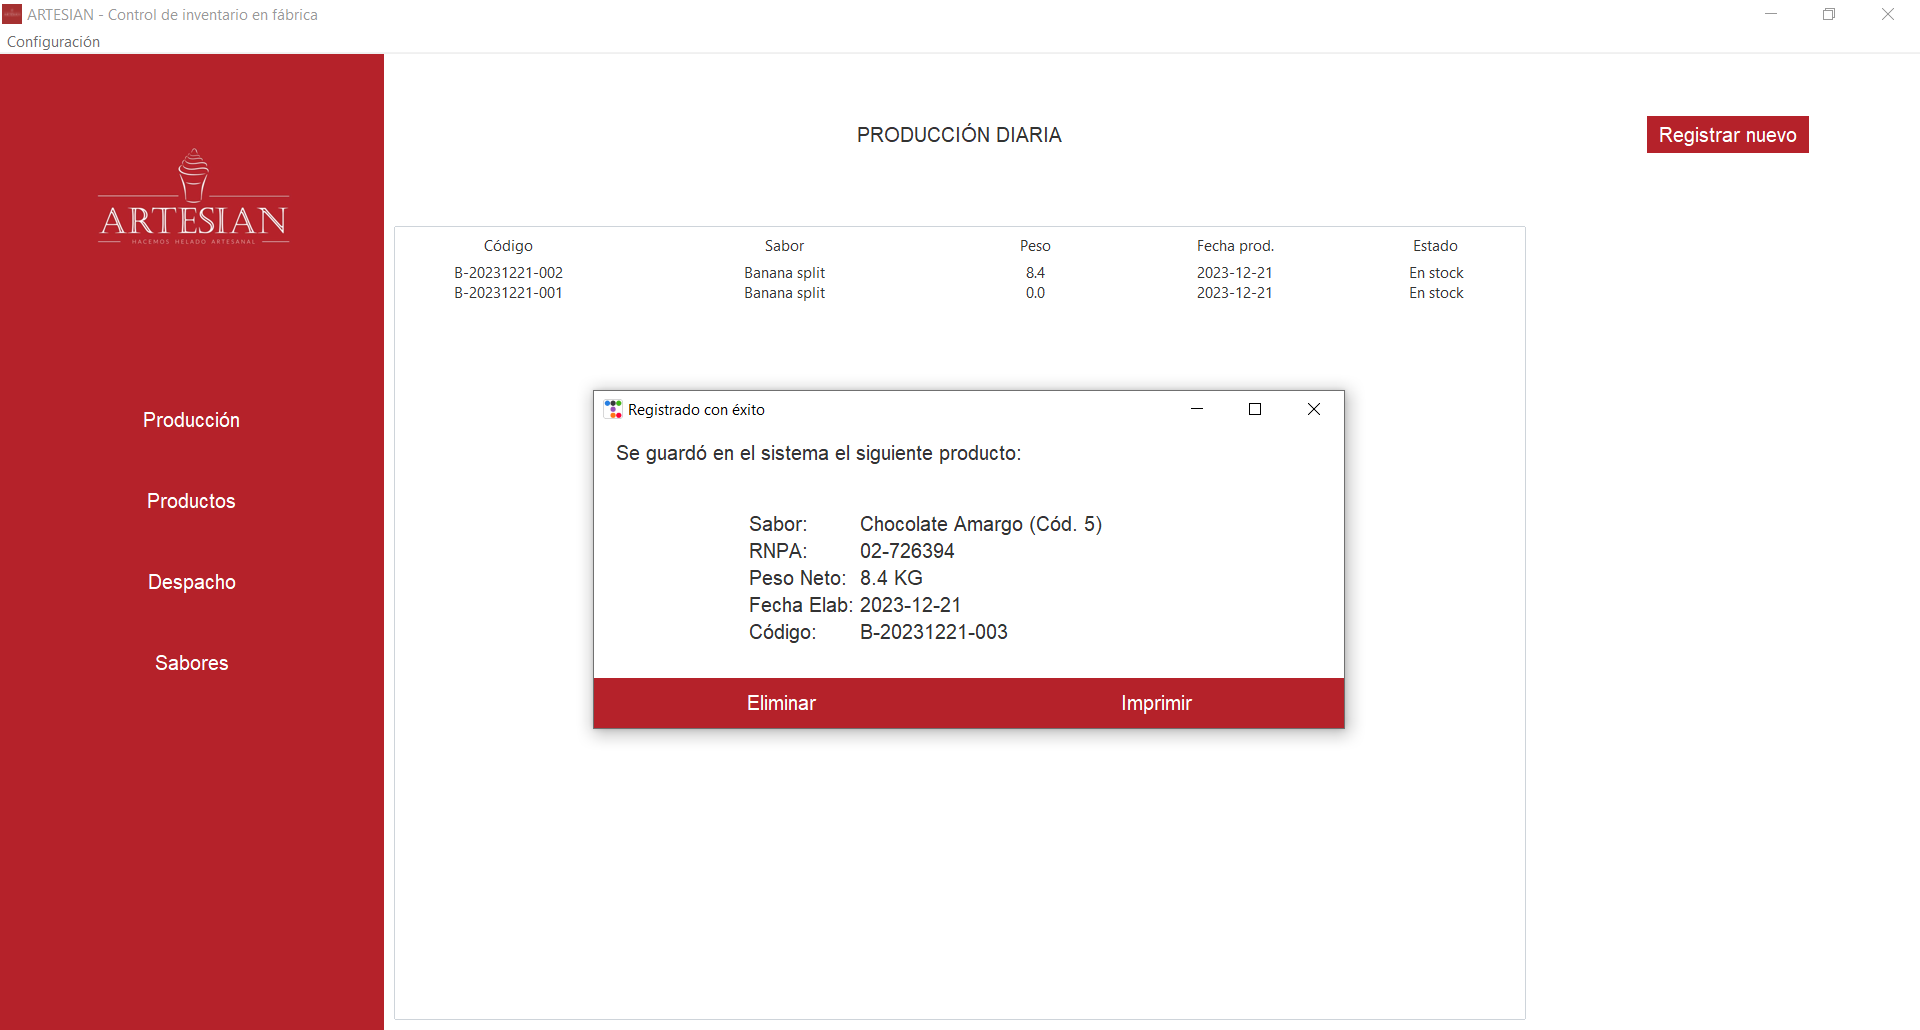 ARTESIAN - Control de inventario en fábrica
Configuración
ARTESIAN
HACEMOS HELADO ARTESANAL
Producción
Productos
Despacho
Sabores
PRODUCCIÓN DIARIA
Registrar nuevo
Código Sabor Peso Fecha prod. Estado
B-20231221-002 Banana split 8.4 2023-12-21 En stock
B-20231221-001 Banana split 0.0 2023-12-21 En stock
Registrado con éxito
Se guardó en el sistema el siguiente producto:
Sabor: Chocolate Amargo (Cód. 5)
RNPA: 02-726394
Peso Neto: 8.4 KG
Fecha Elab: 2023-12-21
Código: B-20231221-003
Eliminar Imprimir